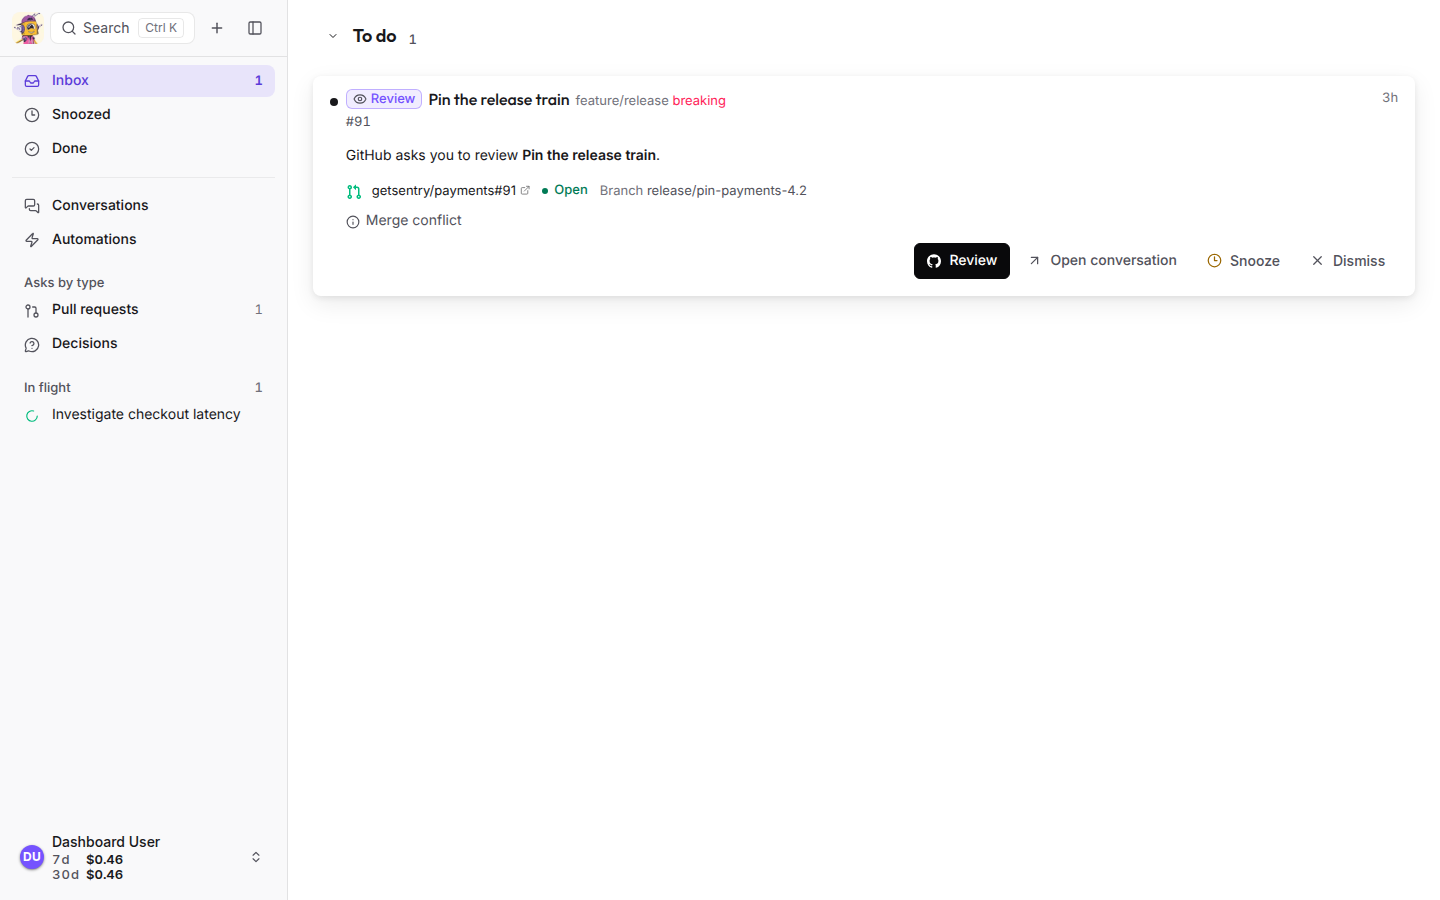 Search Ctrl K
Inbox 1
Snoozed
Done
Conversations
Automations
Asks by type
Pull requests 1
Decisions
In flight 1
Investigate checkout latency
DU Dashboard User
7d $0.46
30d $0.46
To do 1
Review Pin the release train feature/release breaking 3h
#91
GitHub asks you to review Pin the release train.
getsentry/payments#91 Open Branch release/pin-payments-4.2
Merge conflict
Review Open conversation Snooze Dismiss